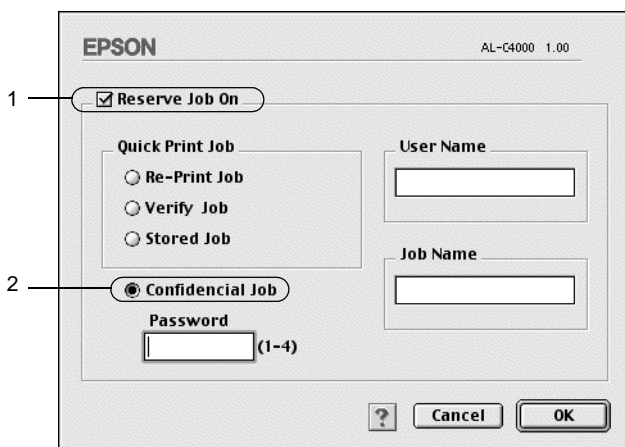 EPSON
AL-C4000 1.00
1
Reserve Job On
Quick Print Job
Re-Print Job
Verify Job
Stored Job
User Name
2
Confidencial Job
Job Name
Password
(1-4)
?
Cancel
OK